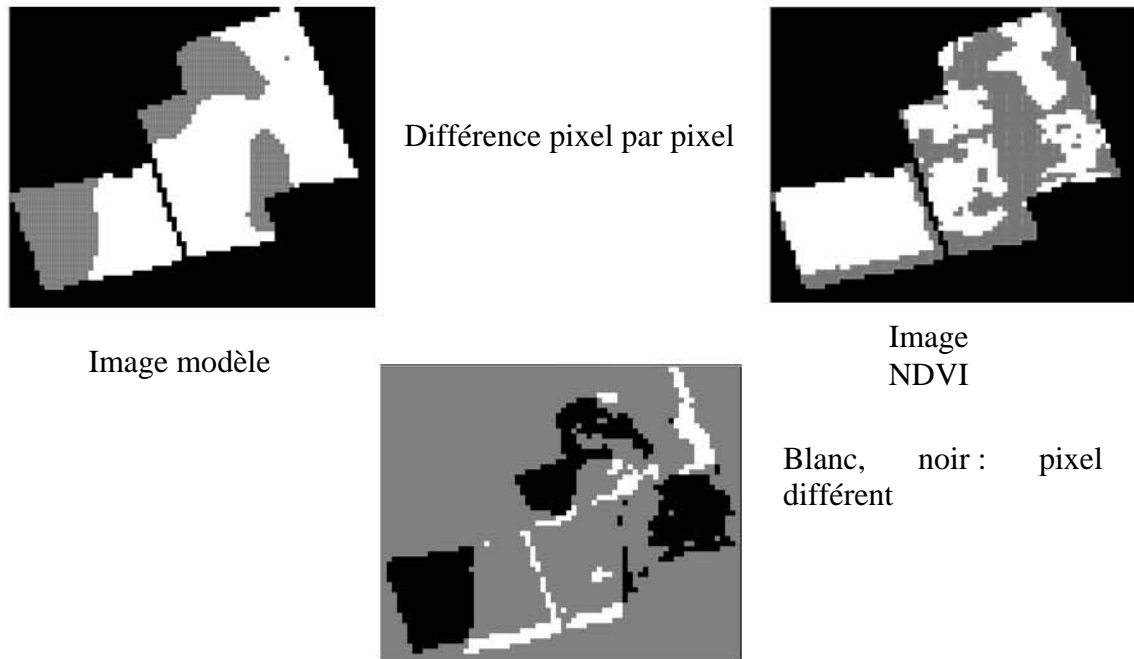 Différence pixel par pixel
Image modèle
Image
NDVI
Blanc, noir : pixel
différent